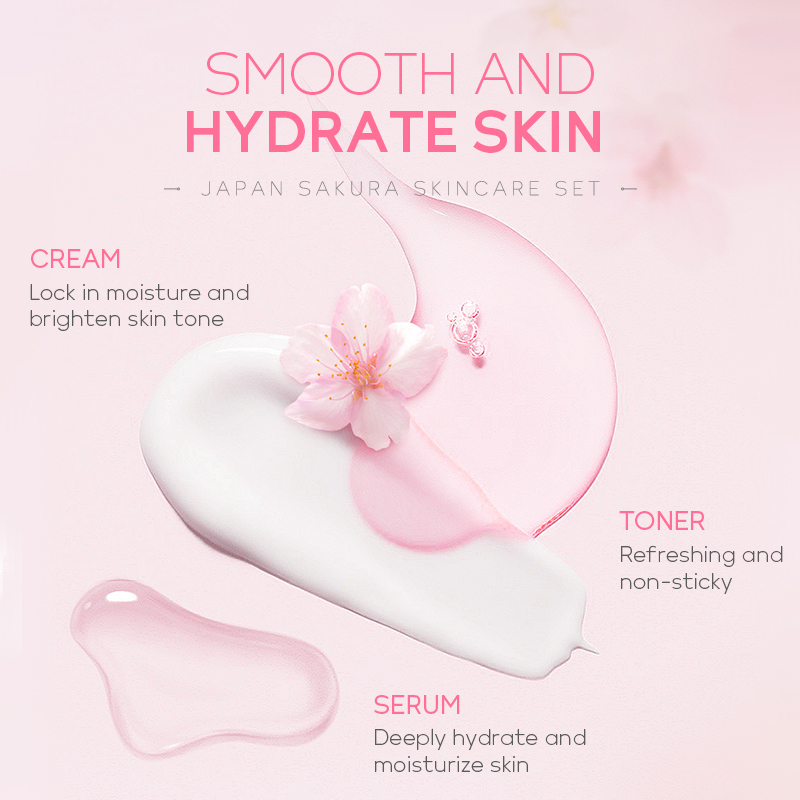 SMOOTH AND
HYDRATE SKIN
JAPAN SAKURA SKINCARE SET
CREAM
Lock in moisture and
brighten skin tone
TONER
Refreshing and
non-sticky
SERUM
Deeply hydrate and
moisturize skin